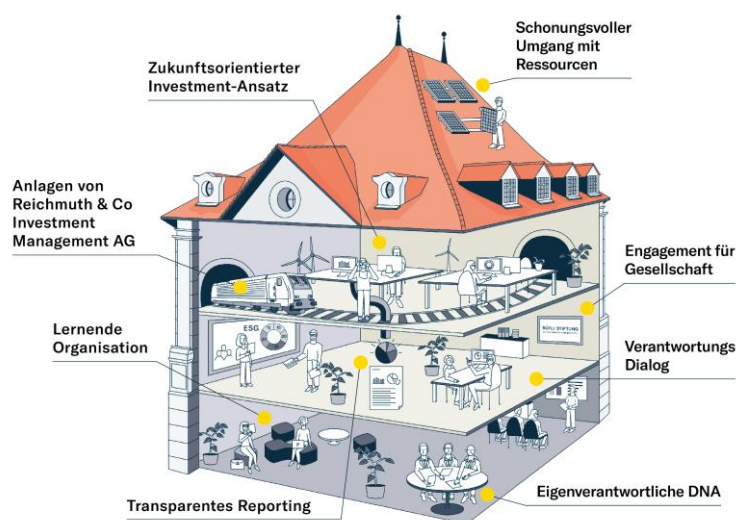 Schonungsvoller
Umgang mit
Ressourcen
Zukunftsorientierter
Investment-Ansatz
Anlagen von
Reichmuth & Co
Investment
Management AG
Engagement für
Gesellschaft
ESG
Lernende
Organisation
Verantwortungs
Dialog
Transparentes Reporting
Eigenverantwortliche DNA